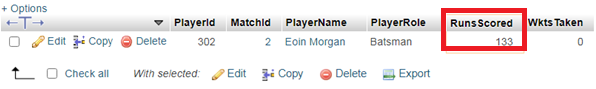 + Options
PlayerId MatchId PlayerName PlayerRole RunsScored WktsTaken
Edit Copy Delete 302 2 Eoin Morgan Batsman 133 0
Check all With selected: Edit Copy Delete Export